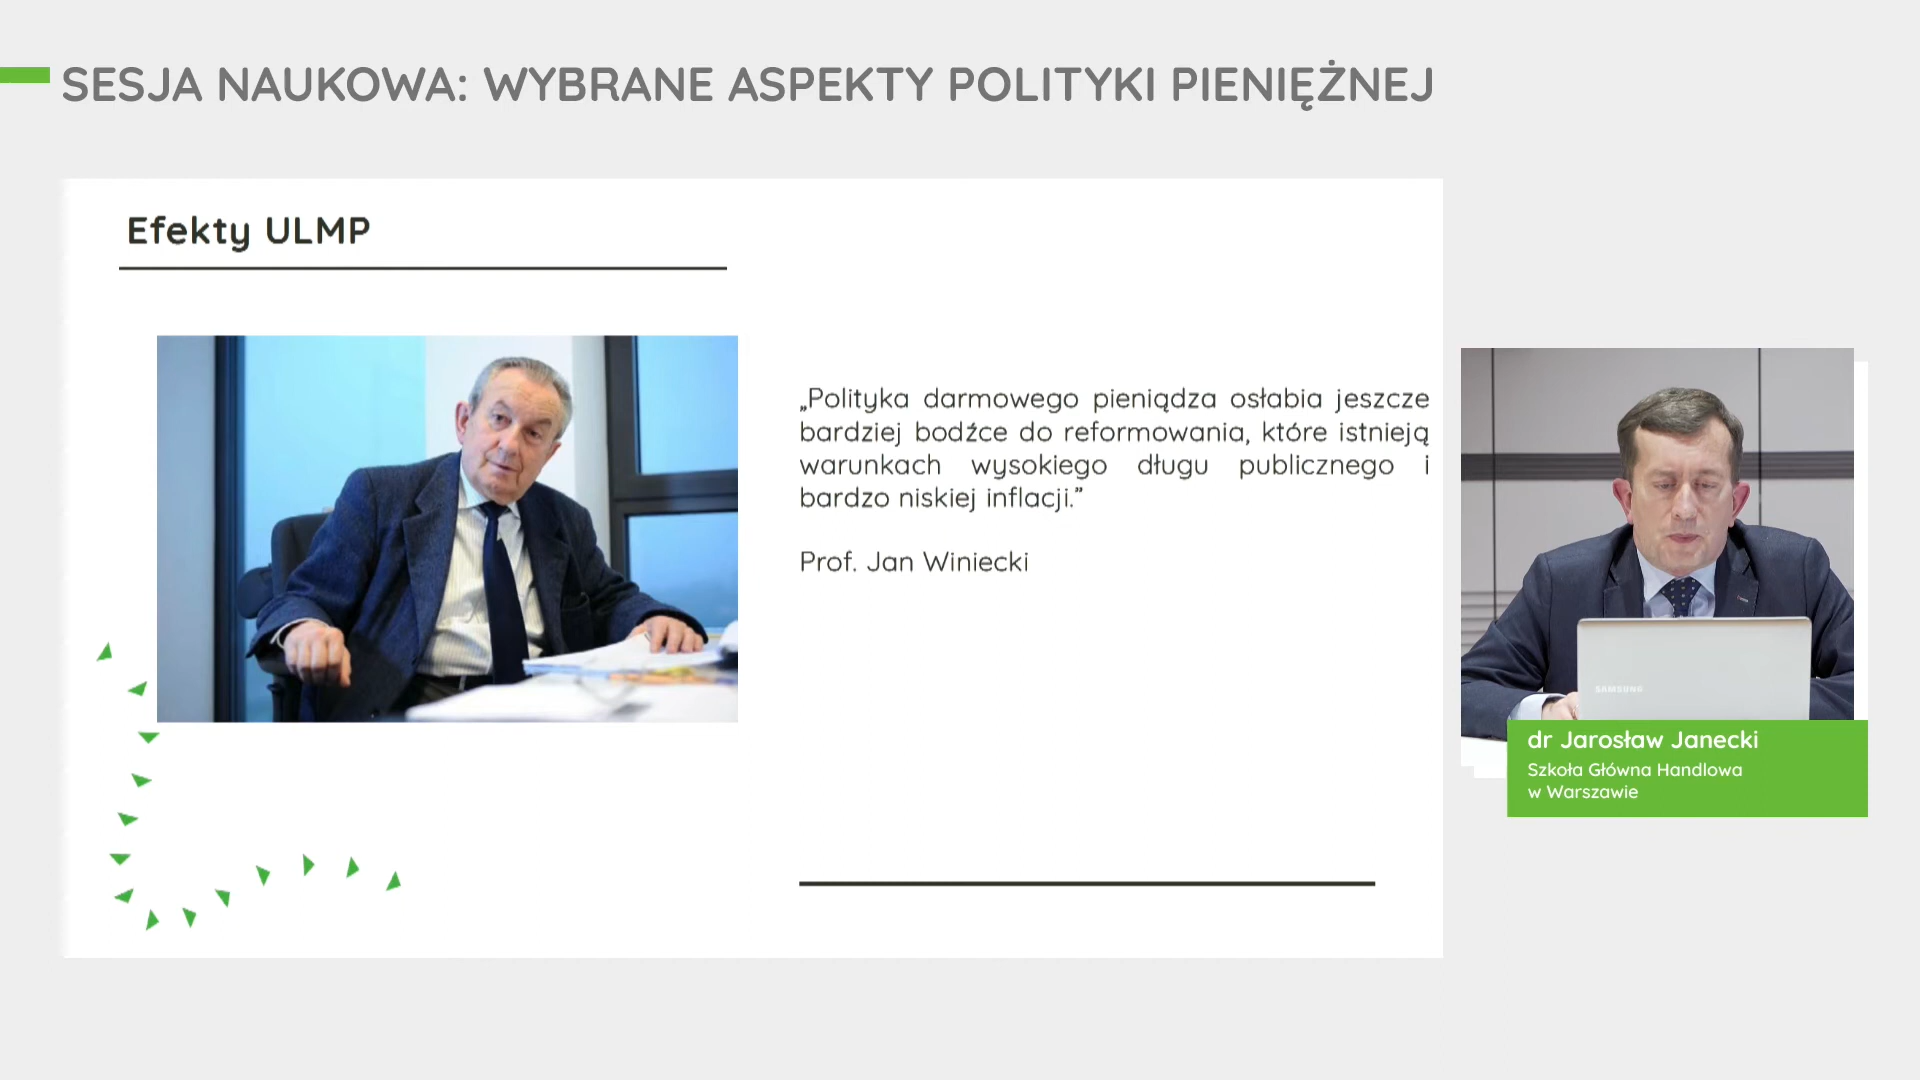 SESJA NAUKOWA: WYBRANE ASPEKTY POLITYKI PIENIĘŻNEJ
Efekty ULMP
„Polityka darmowego pieniądza osłabia jeszcze
bardziej bodźce do reformowania, które istnieją
warunkach wysokiego długu publicznego i
bardzo niskiej inflacji.”
Prof. Jan Winiecki
SAMSUNG
dr Jarosław Janecki
Szkoła Główna Handlowa
w Warszawie